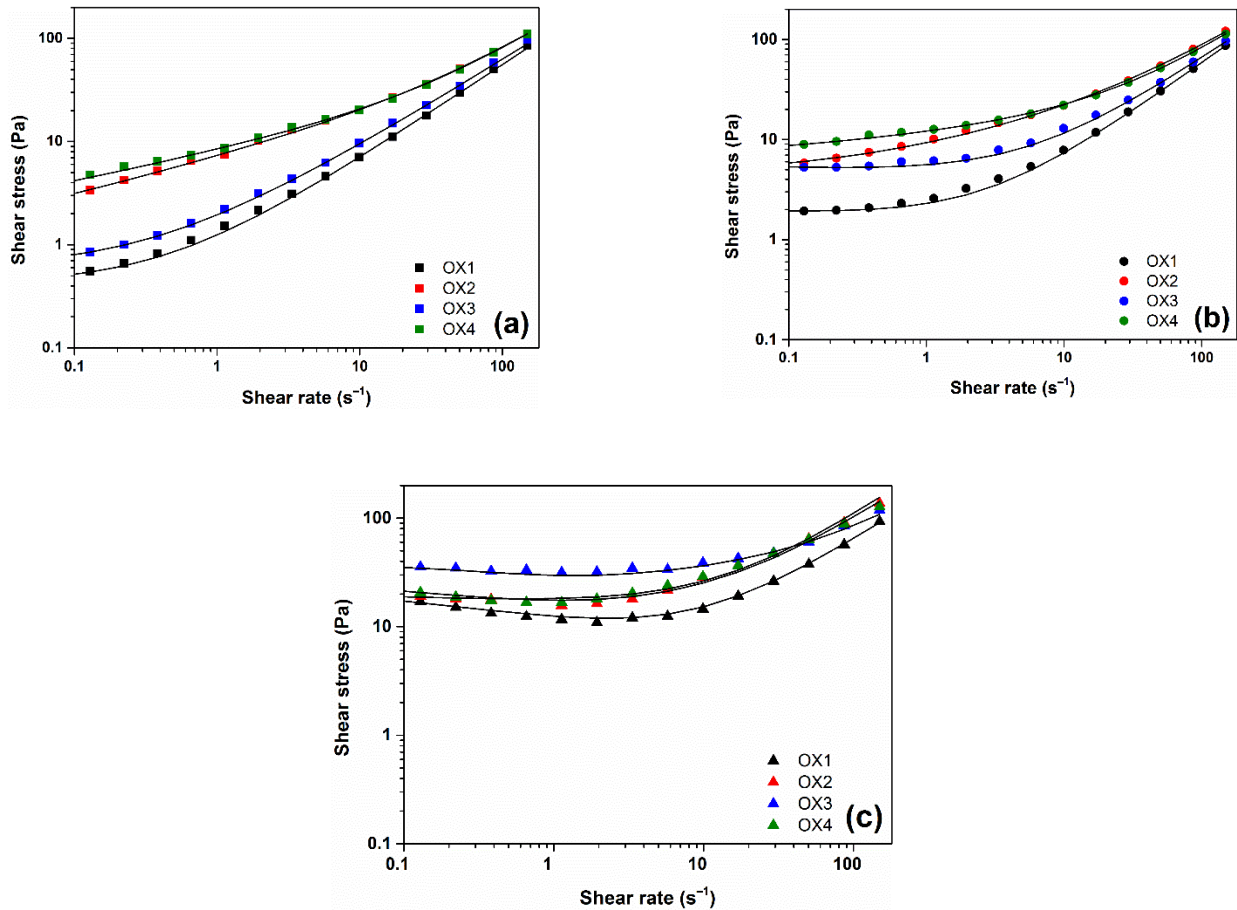 Shear stress (Pa)
100
10
1
0.1
0.1 1 10 100
Shear rate (s⁻¹)
OX1
OX2
OX3
OX4
(a)
Shear stress (Pa)
100
10
1
0.1
0.1 1 10 100
Shear rate (s⁻¹)
OX1
OX2
OX3
OX4
(b)
Shear stress (Pa)
100
10
1
0.1
0.1 1 10 100
Shear rate (s⁻¹)
OX1
OX2
OX3
OX4
(c)